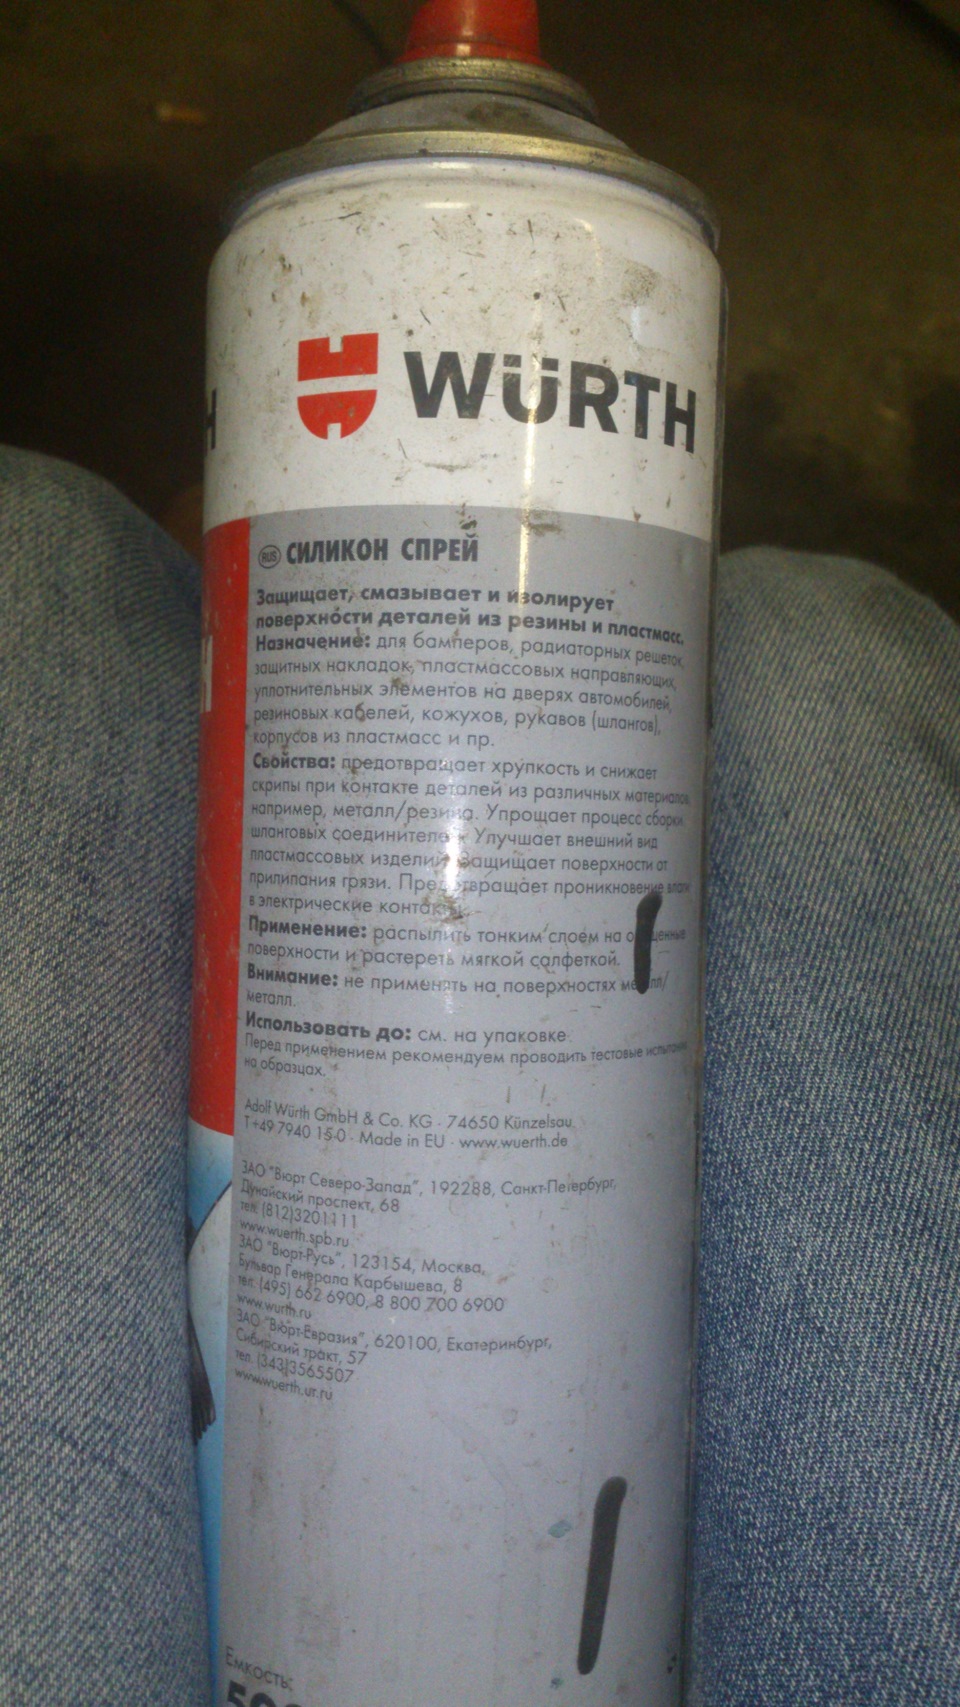 WÜRTH
RUS СИЛИКОН СПРЕЙ
Защищает, смазывает и изолирует
поверхности деталей из резины и пластмасс.
Назначение: для бамперов, радиаторных решеток,
защитных накладок, пластмассовых направляющих,
уплотнительных элементов на дверях автомобилей,
резиновых кабелей, кожухов, рукавов (шлангов),
корпусов из пластмасс и пр.
Свойства: предотвращает хрупкость и снижает
скрипы при контакте деталей из различных материалов,
например, металл/резина. Упрощает процесс сборки
шланговых соединителей. Улучшает внешний вид
пластмассовых изделий. Защищает поверхности от
прилипания грязи. Предотвращает проникновение влаги
в электрические контакты.
Применение: распылить тонким слоем на очищенные
поверхности и растереть мягкой салфеткой.
Внимание: не применять на поверхностях металл/
металл.
Использовать до: см. на упаковке
Перед применением рекомендуем проводить тестовые испытания
на образцах.
Adolf Würth GmbH & Co. KG · 74650 Künzelsau
T+49 7940 15-0 · Made in EU · www.wuerth.de
ЗАО "Вюрт Северо-Запад", 192288, Санкт-Петербург,
Дунайский проспект, 68
тел. (812)3201111
www.wuerth.spb.ru
ЗАО "Вюрт-Русь", 123154, Москва,
Бульвар Генерала Карбышева, 8
тел. (495) 662 6900, 8 800 700 6900
www.wurth.ru
ЗАО "Вюрт-Евразия", 620100, Екатеринбург,
Сибирский тракт, 57
тел. (343)3565507
www.wuerth.ur.ru
Емкость: